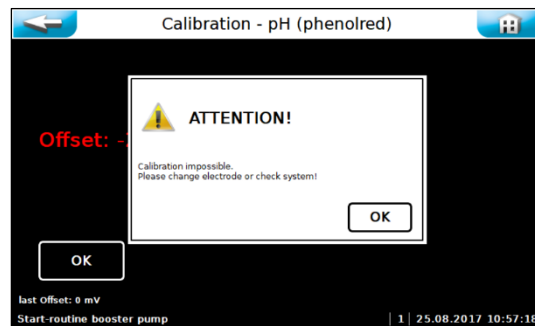 Calibration - pH (phenolred)
ATTENTION!
Offset: -
Calibration impossible.
Please change electrode or check system!
OK
OK
last Offset: 0 mV
Start-routine booster pump
1 25.08.2017 10:57:18